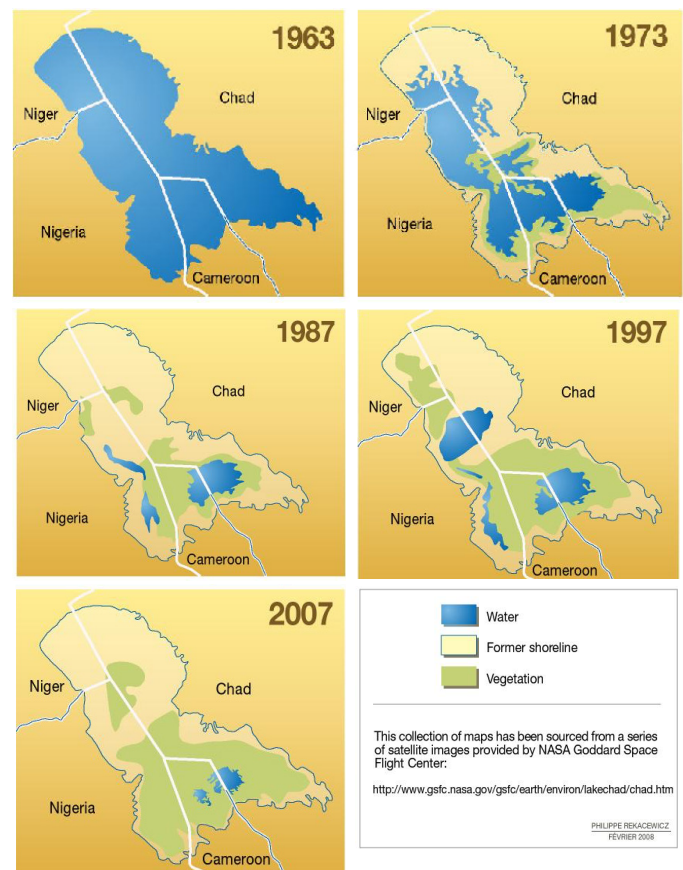 1963
Chad
Niger
Nigeria
Cameroon
1973
Chad
Niger
Nigeria
Cameroon
1987
Chad
Niger
Nigeria
Cameroon
1997
Chad
Niger
Nigeria
Cameroon
2007
Chad
Niger
Nigeria
Cameroon
Water
Former shoreline
Vegetation
This collection of maps has been sourced from a series
of satellite images provided by NASA Goddard Space
Flight Center:
http://www.gsfc.nasa.gov/gsfc/earth/environ/lakechad/chad.htm
PHILIPPE REKACEWICZ
FÉVRIER 2008